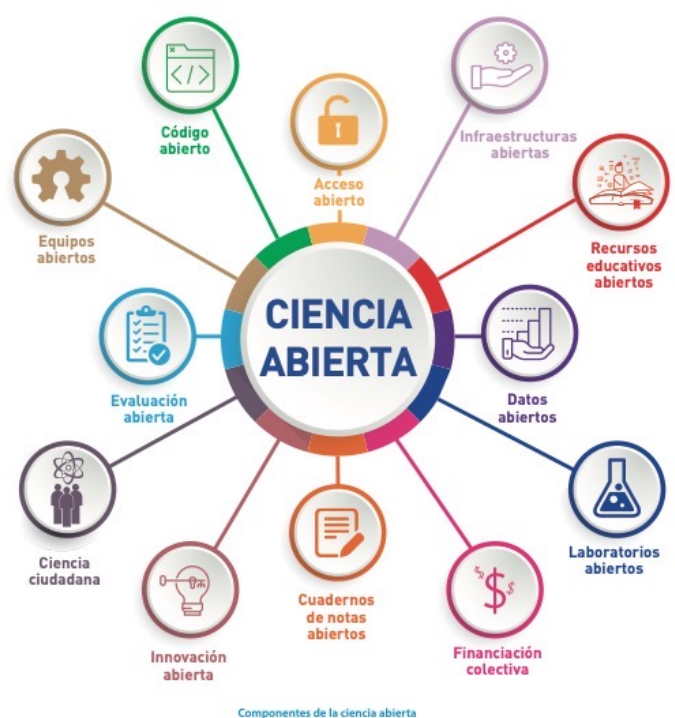 Código
abierto
Acceso
abierto
Infraestructuras
abiertas
Equipos
abiertos
Recursos
educativos
abiertos
CIENCIA
ABIERTA
Evaluación
abierta
Datos
abiertos
Ciencia
ciudadana
Laboratorios
abiertos
Cuadernos
de notas
abiertos
Innovación
abierta
Financiación
colectiva
Componentes de la ciencia abierta